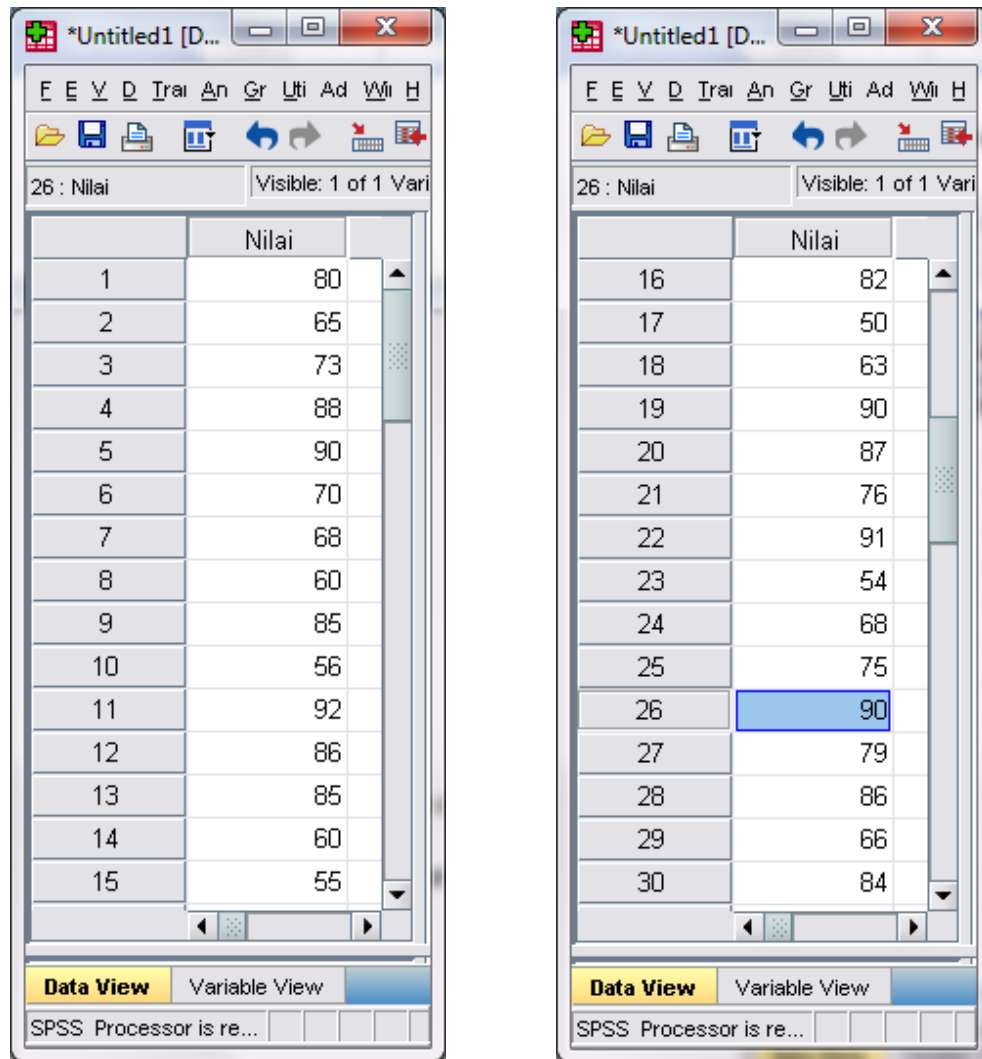 *Untitled1 [D...
F E V D Trai An Gr Uti Ad Wi H
26 : Nilai Visible: 1 of 1 Vari
Nilai
1 80
2 65
3 73
4 88
5 90
6 70
7 68
8 60
9 85
10 56
11 92
12 86
13 85
14 60
15 55
Data View Variable View
SPSS Processor is re...
*Untitled1 [D...
F E V D Trai An Gr Uti Ad Wi H
26 : Nilai Visible: 1 of 1 Vari
Nilai
16 82
17 50
18 63
19 90
20 87
21 76
22 91
23 54
24 68
25 75
26 90
27 79
28 86
29 66
30 84
Data View Variable View
SPSS Processor is re...